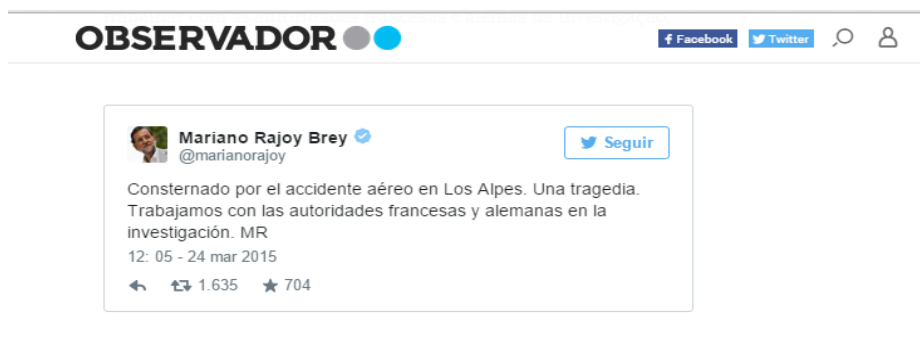 OBSERVADOR
Facebook
Twitter
Mariano Rajoy Brey
@marianorajoy
Seguir
Consternado por el accidente aéreo en Los Alpes. Una tragedia.
Trabajamos con las autoridades francesas y alemanas en la
investigación. MR
12: 05 - 24 mar 2015
1.635 704